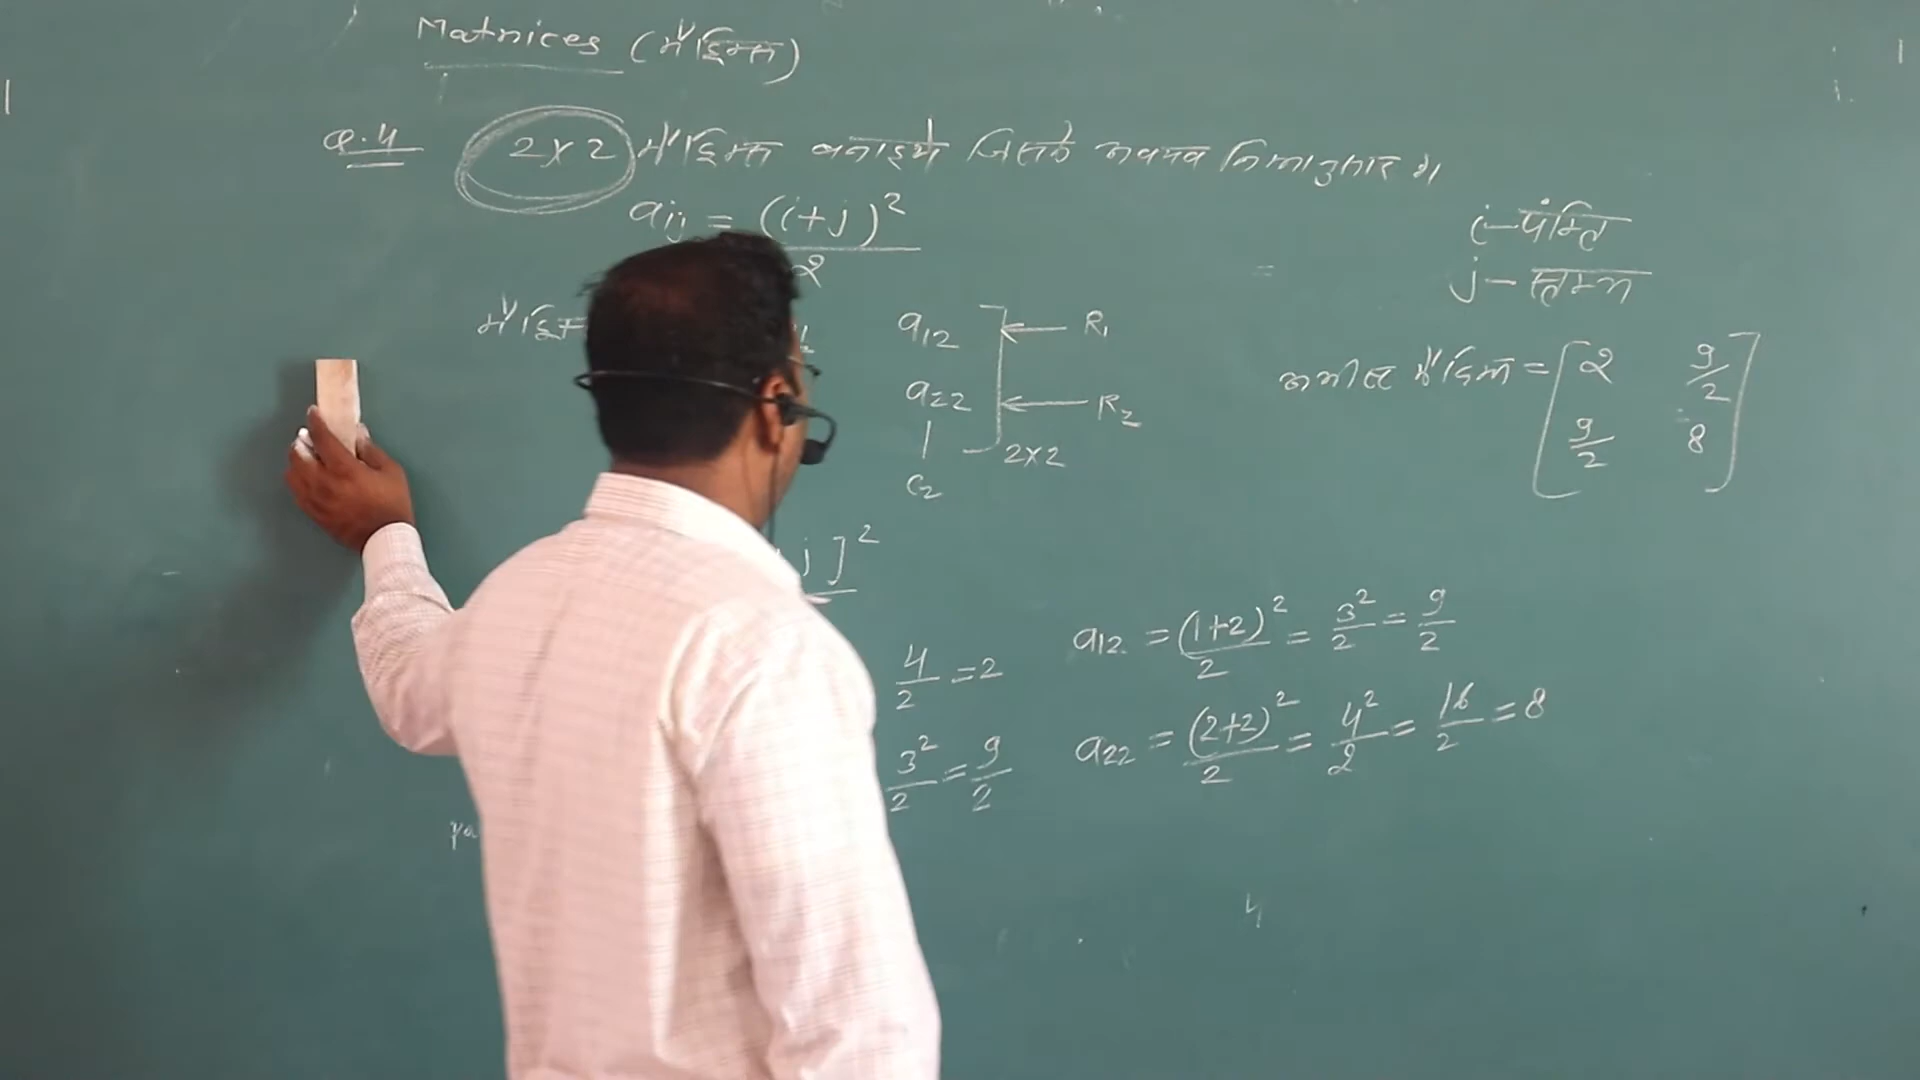 Matrices (मैट्रिक्स)
Q.4 2x2 मैट्रिक्स बनाइये जिसके अवयव निम्नानुसार है।
aij = (i+j)²
2
i-पंक्ति
j-स्तम्भ
a12 ← R1
a22 ← R2
2x2
C2
अभीष्ट मैट्रिक्स = [2 9/2
9/2 8]
j]²
4/2 = 2
3²/2 = 9/2
a12 = (1+2)²/2 = 3²/2 = 9/2
a22 = (2+2)²/2 = 4²/2 = 16/2 = 8
4